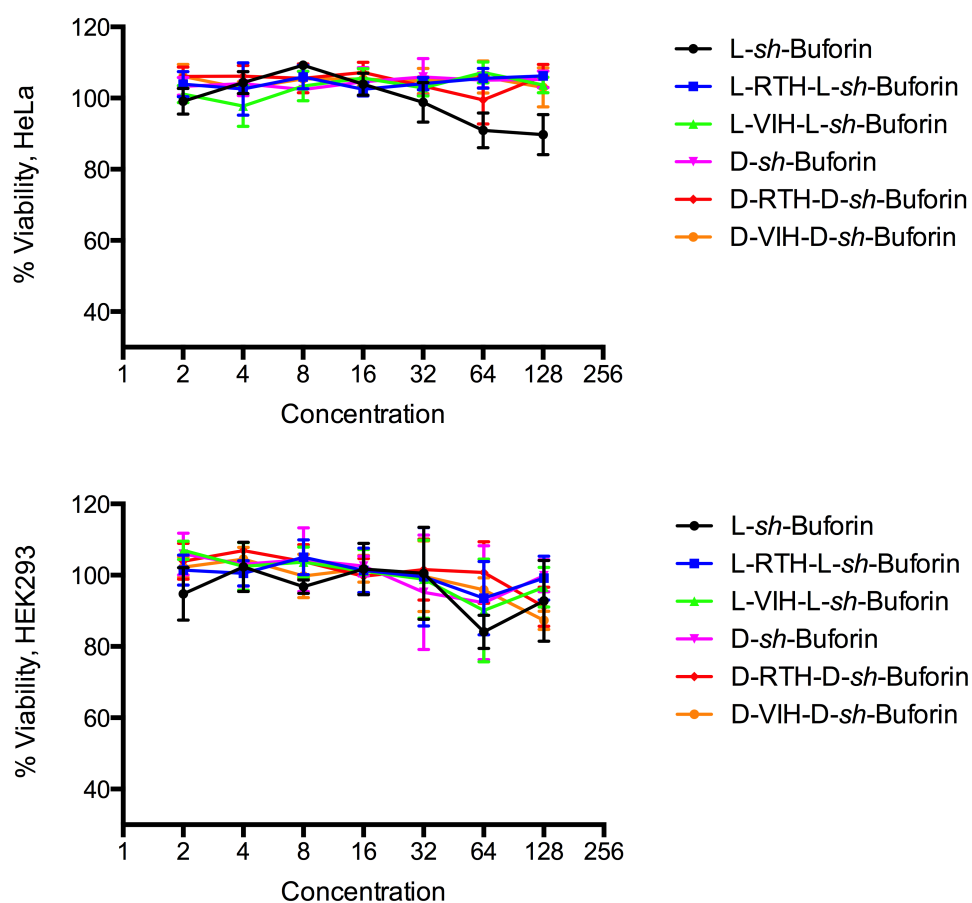 % Viability, HeLa
120
100
80
60
40
1 2 4 8 16 32 64 128 256
Concentration
L-sh-Buforin
L-RTH-L-sh-Buforin
L-VIH-L-sh-Buforin
D-sh-Buforin
D-RTH-D-sh-Buforin
D-VIH-D-sh-Buforin
% Viability, HEK293
120
100
80
60
40
1 2 4 8 16 32 64 128 256
Concentration
L-sh-Buforin
L-RTH-L-sh-Buforin
L-VIH-L-sh-Buforin
D-sh-Buforin
D-RTH-D-sh-Buforin
D-VIH-D-sh-Buforin